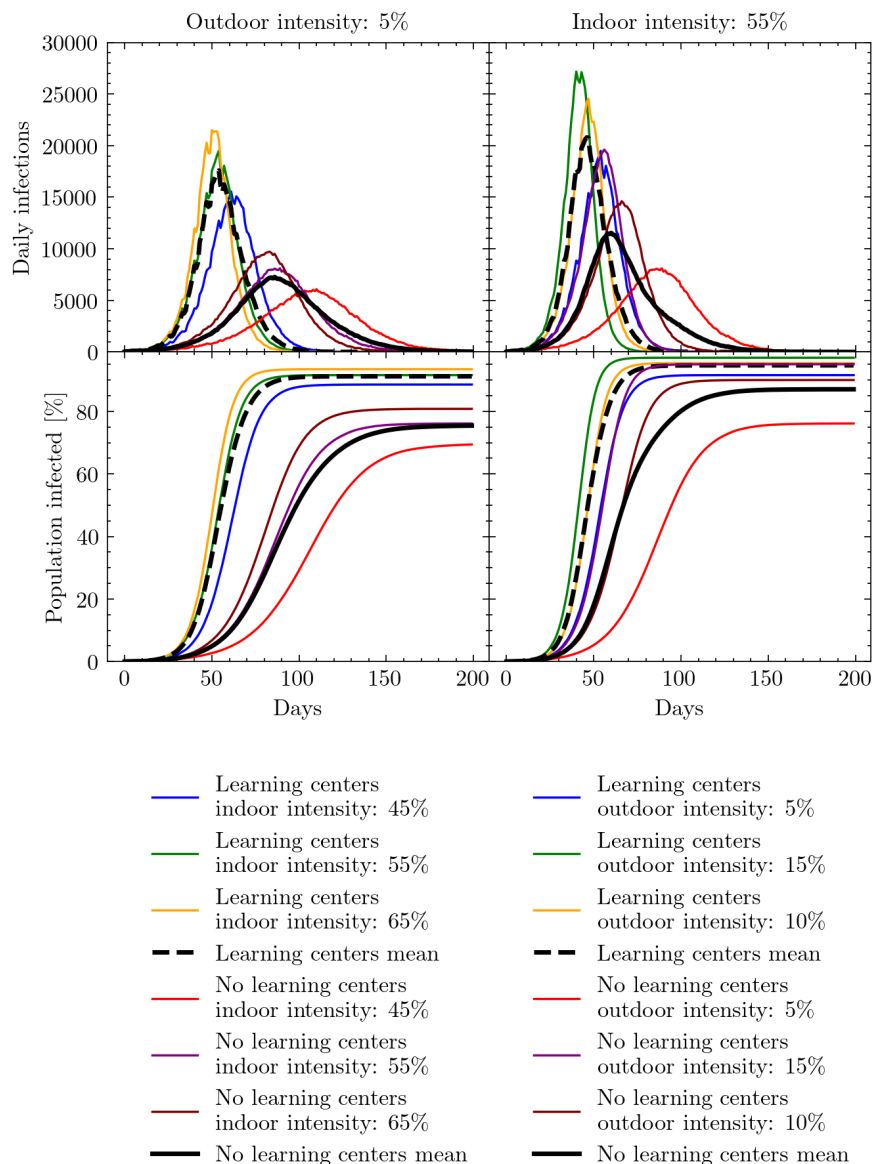 Outdoor intensity: 5%
Indoor intensity: 55%
30000
25000
20000
15000
10000
5000
0
Daily infections
80
60
40
20
0
Population infected [%]
0 50 100 150 200
0 50 100 150 200
Days
Days
Learning centers
indoor intensity: 45%
Learning centers
indoor intensity: 55%
Learning centers
indoor intensity: 65%
Learning centers mean
No learning centers
indoor intensity: 45%
No learning centers
indoor intensity: 55%
No learning centers
indoor intensity: 65%
No learning centers mean
Learning centers
outdoor intensity: 5%
Learning centers
outdoor intensity: 15%
Learning centers
outdoor intensity: 10%
Learning centers mean
No learning centers
outdoor intensity: 5%
No learning centers
outdoor intensity: 15%
No learning centers
outdoor intensity: 10%
No learning centers mean